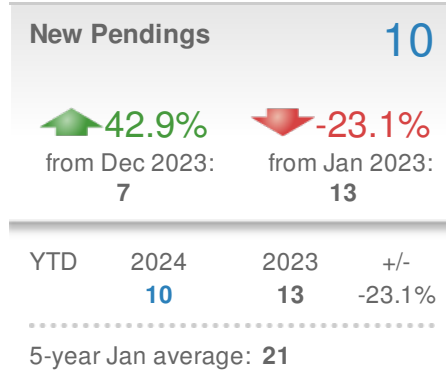 New Pendings 10
42.9% -23.1%
from Dec 2023: from Jan 2023:
7 13
YTD 2024 2023 +/-
10 13 -23.1%
5-year Jan average: 21